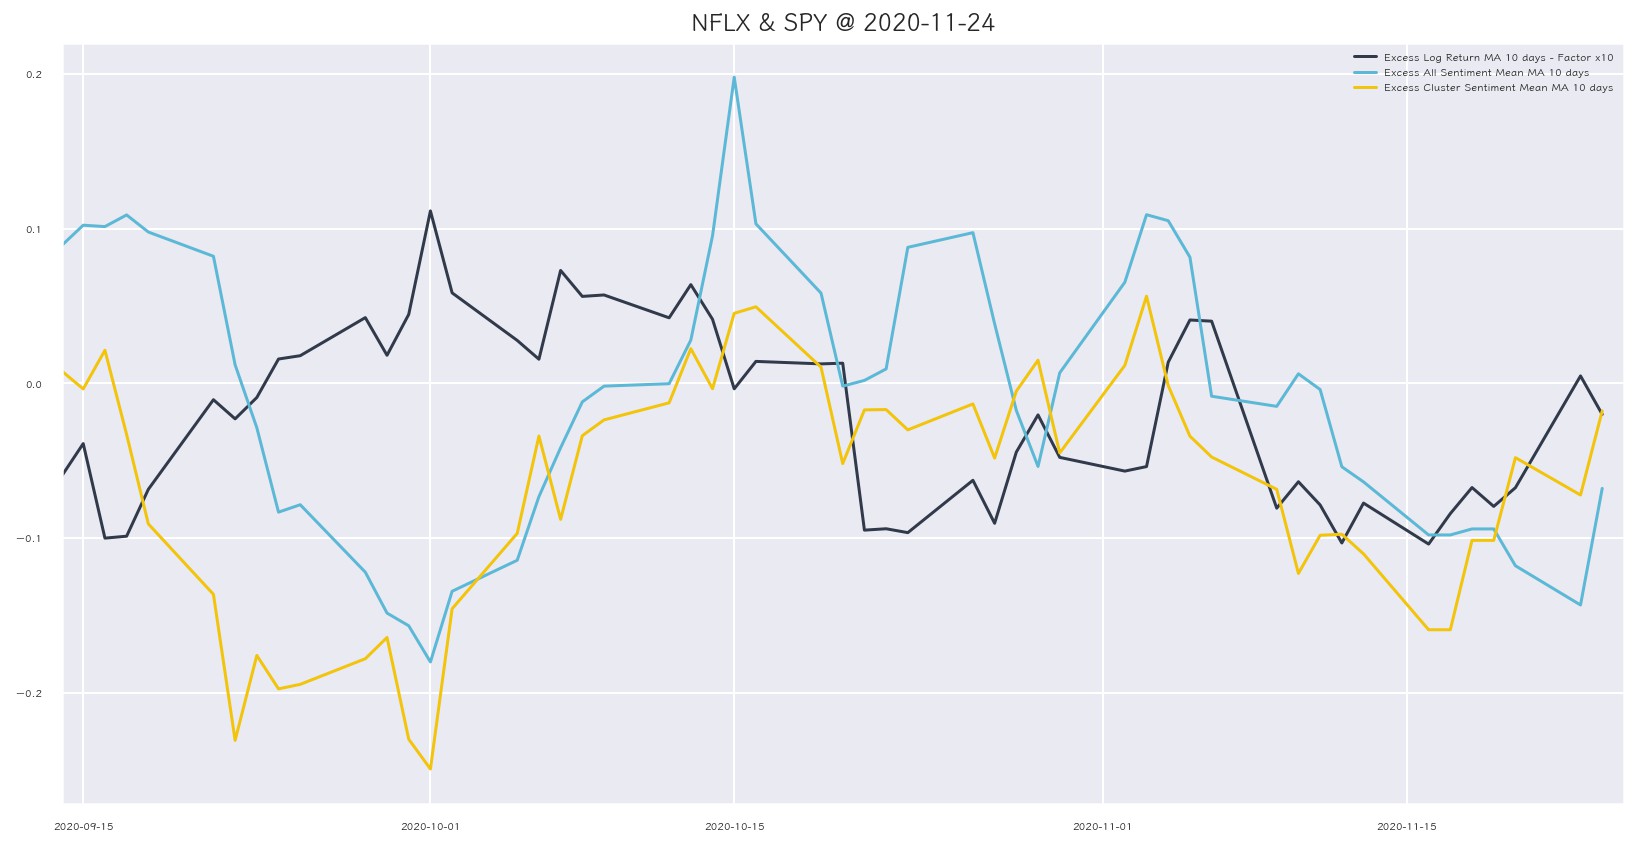 NFLX & SPY @ 2020-11-24
Excess Log Return MA 10 days - Factor x10
Excess All Sentiment Mean MA 10 days
Excess Cluster Sentiment Mean MA 10 days
0.2
0.1
0.0
−0.1
−0.2
2020-09-15 2020-10-01 2020-10-15 2020-11-01 2020-11-15